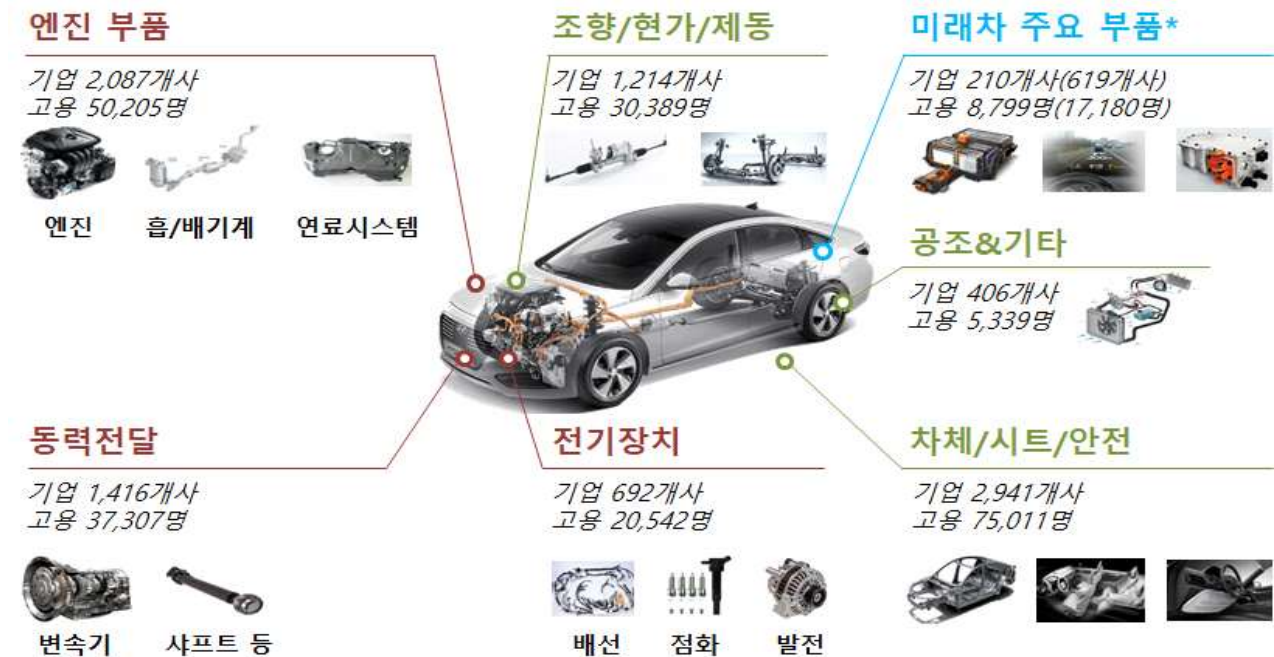 엔진 부품
기업 2,087개사
고용 50,205명
엔진
흡/배기계
연료시스템
조향/현가/제동
기업 1,214개사
고용 30,389명
미래차 주요 부품*
기업 210개사(619개사)
고용 8,799명(17,180명)
공조&기타
기업 406개사
고용 5,339명
동력전달
기업 1,416개사
고용 37,307명
변속기
샤프트 등
전기장치
기업 692개사
고용 20,542명
배선
점화
발전
차체/시트/안전
기업 2,941개사
고용 75,011명